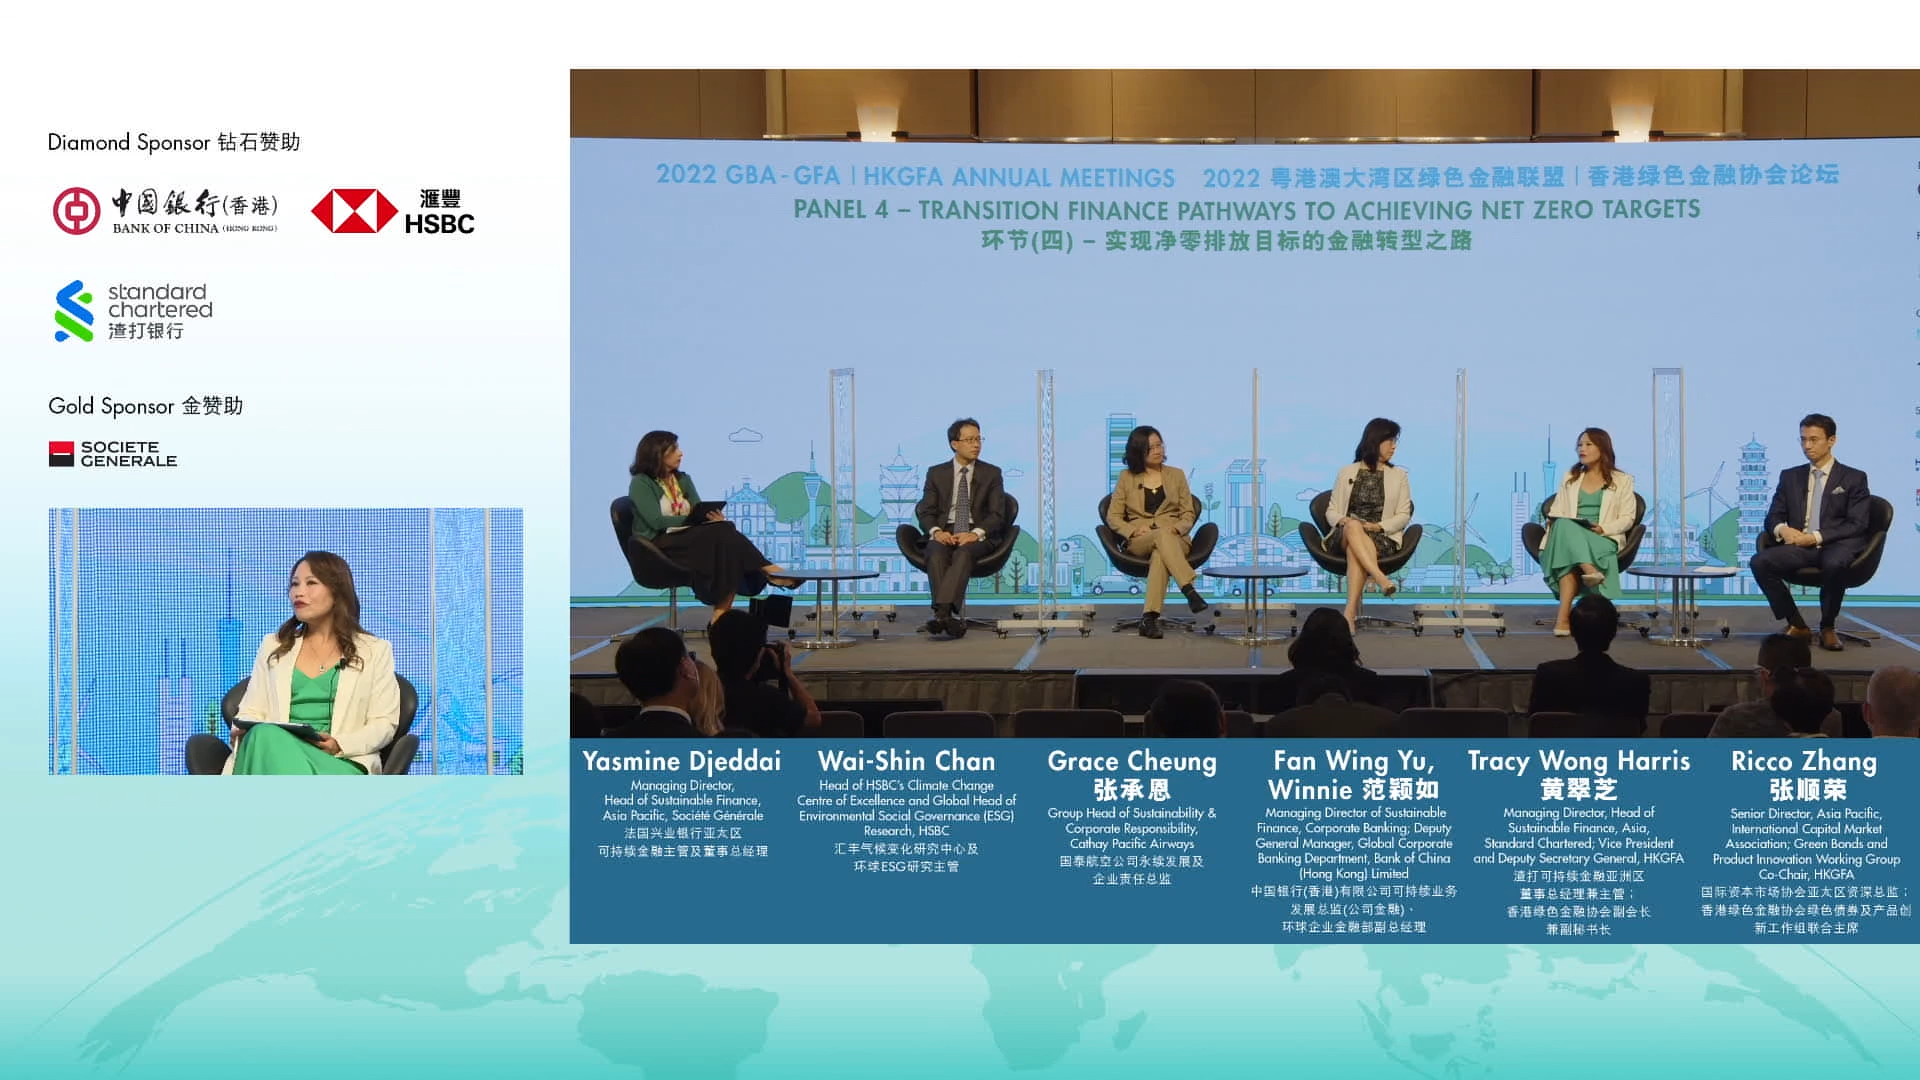 Diamond Sponsor 钻石赞助
中国銀行(香港)
BANK OF CHINA (HONG KONG)
滙豐
HSBC
standard
chartered
渣打银行
Gold Sponsor 金赞助
SOCIETE
GENERALE
2022 GBA-GFA | HKGFA ANNUAL MEETINGS 2022 粤港澳大湾区绿色金融联盟 | 香港绿色金融协会论坛
PANEL 4 – TRANSITION FINANCE PATHWAYS TO ACHIEVING NET ZERO TARGETS
环节(四) – 实现净零排放目标的金融转型之路
Yasmine Djeddai
Managing Director,
Head of Sustainable Finance,
Asia Pacific, Société Générale
法国兴业银行亚太区
可持续金融主管及董事总经理
Wai-Shin Chan
Head of HSBC's Climate Change
Centre of Excellence and Global Head of
Environmental Social Governance (ESG)
Research, HSBC
汇丰气候变化研究中心及
环球ESG研究主管
Grace Cheung
张承恩
Group Head of Sustainability &
Corporate Responsibility,
Cathay Pacific Airways
国泰航空公司永续发展及
企业责任总监
Fan Wing Yu,
Winnie 范颖如
Managing Director of Sustainable
Finance, Corporate Banking; Deputy
General Manager, Global Corporate
Banking Department, Bank of China
(Hong Kong) Limited
中国银行(香港)有限公司可持续业务
发展总监(公司金融)、
环球企业金融部副总经理
Tracy Wong Harris
黄翠芝
Managing Director, Head of
Sustainable Finance, Asia,
Standard Chartered; Vice President
and Deputy Secretary General, HKGFA
渣打可持续金融亚洲区
董事总经理兼主管；
香港绿色金融协会副会长
兼副秘书长
Ricco Zhang
张顺荣
Senior Director, Asia Pacific,
International Capital Market
Association; Green Bonds and
Product Innovation Working Group
Co-Chair, HKGFA
国际资本市场协会亚太区资深总监；
香港绿色金融协会绿色债券及产品创
新工作组联合主席